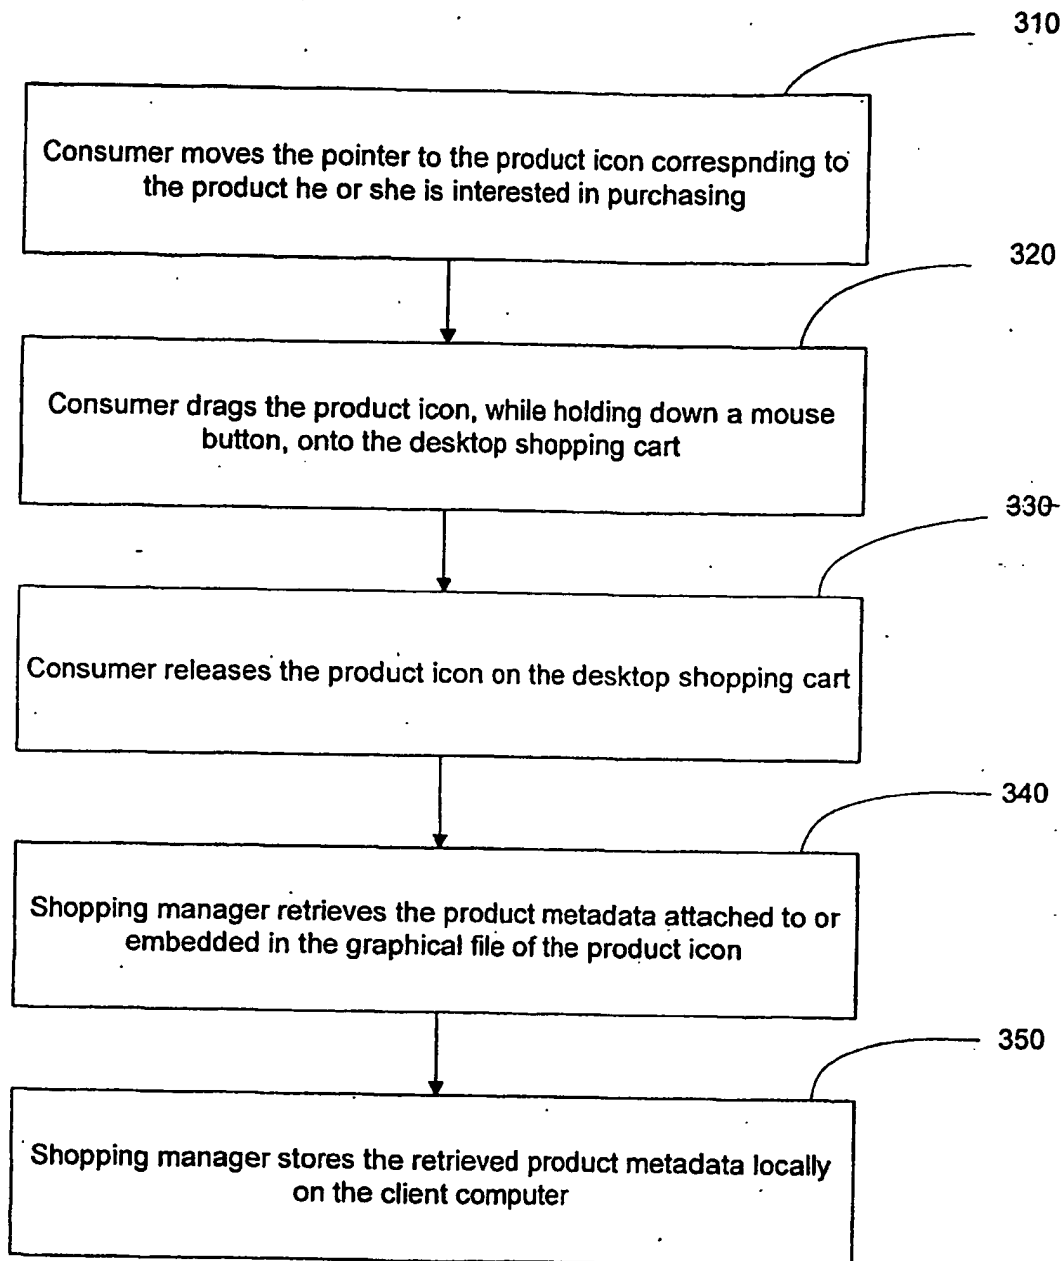 310
Consumer moves the pointer to the product icon correspnding to
the product he or she is interested in purchasing
320
Consumer drags the product icon, while holding down a mouse
button, onto the desktop shopping cart
330
Consumer releases the product icon on the desktop shopping cart
340
Shopping manager retrieves the product metadata attached to or
embedded in the graphical file of the product icon
350
Shopping manager stores the retrieved product metadata locally
on the client computer